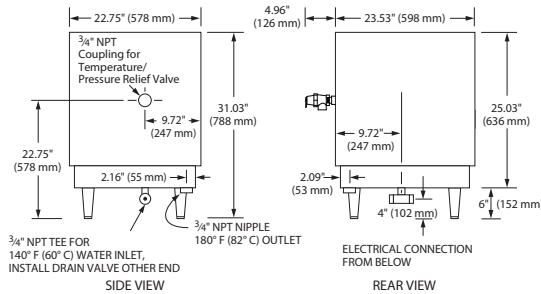 22.75" (578 mm)
3/4" NPT
Coupling for
Temperature/
Pressure Relief Valve
9.72"
(247 mm)
31.03"
(788 mm)
22.75"
(578 mm)
2.16" (55 mm)
3/4" NPT TEE FOR
140° F (60° C) WATER INLET,
INSTALL DRAIN VALVE OTHER END
3/4" NPT NIPPLE
180° F (82° C) OUTLET
SIDE VIEW
4.96"
(126 mm)
23.53" (598 mm)
9.72"
(247 mm)
25.03"
(636 mm)
2.09"
(53 mm)
4" (102 mm)
6" (152 mm)
ELECTRICAL CONNECTION
FROM BELOW
REAR VIEW